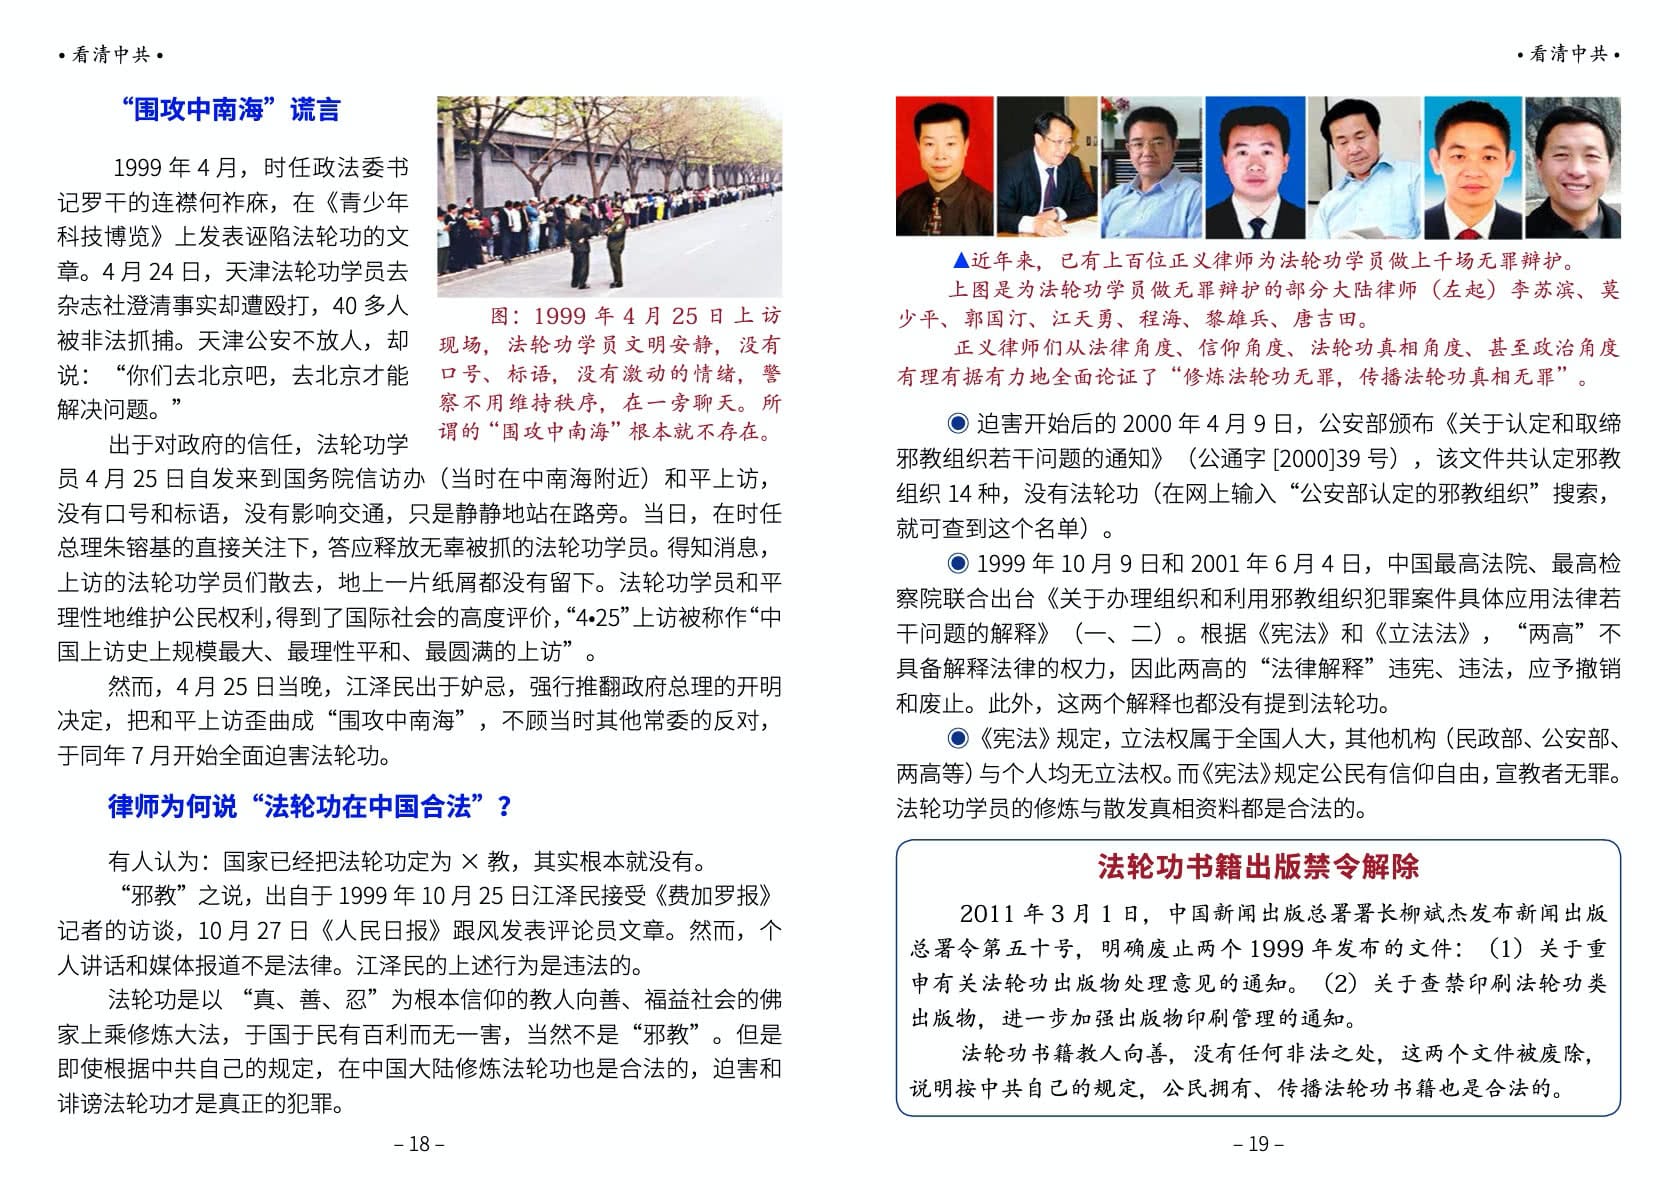 • 看清中共 •
“围攻中南海”谎言
1999 年 4 月，时任政法委书
记罗干的连襟何祚庥，在《青少年
科技博览》上发表诬陷法轮功的文
章。4 月 24 日，天津法轮功学员去
杂志社澄清事实却遭殴打，40 多人
被非法抓捕。天津公安不放人，却
说：“你们去北京吧，去北京才能
解决问题。”
图：1999 年 4 月 25 日上访
现场，法轮功学员文明安静，没有
口号、标语，没有激动的情绪，警
察不用维持秩序，在一旁聊天。所
谓的“围攻中南海”根本就不存在。
出于对政府的信任，法轮功学
员 4 月 25 日自发来到国务院信访办（当时在中南海附近）和平上访，
没有口号和标语，没有影响交通，只是静静地站在路旁。当日，在时任
总理朱镕基的直接关注下，答应释放无辜被抓的法轮功学员。得知消息，
上访的法轮功学员们散去，地上一片纸屑都没有留下。法轮功学员和平
理性地维护公民权利，得到了国际社会的高度评价，“4•25”上访被称作“中
国上访史上规模最大、最理性平和、最圆满的上访”。
然而，4 月 25 日当晚，江泽民出于妒忌，强行推翻政府总理的开明
决定，把和平上访歪曲成“围攻中南海”，不顾当时其他常委的反对，
于同年 7 月开始全面迫害法轮功。
律师为何说“法轮功在中国合法”？
有人认为：国家已经把法轮功定为 × 教，其实根本就没有。
“邪教”之说，出自于 1999 年 10 月 25 日江泽民接受《费加罗报》
记者的访谈，10 月 27 日《人民日报》跟风发表评论员文章。然而，个
人讲话和媒体报道不是法律。江泽民的上述行为是违法的。
法轮功是以 “真、善、忍”为根本信仰的教人向善、福益社会的佛
家上乘修炼大法，于国于民有百利而无一害，当然不是“邪教”。但是
即使根据中共自己的规定，在中国大陆修炼法轮功也是合法的，迫害和
诽谤法轮功才是真正的犯罪。
– 18 –
• 看清中共 •
▲近年来，已有上百位正义律师为法轮功学员做上千场无罪辩护。
上图是为法轮功学员做无罪辩护的部分大陆律师（左起）李苏滨、莫
少平、郭国汀、江天勇、程海、黎雄兵、唐吉田。
正义律师们从法律角度、信仰角度、法轮功真相角度、甚至政治角度
有理有据有力地全面论证了“修炼法轮功无罪，传播法轮功真相无罪”。
◉ 迫害开始后的 2000 年 4 月 9 日，公安部颁布《关于认定和取缔
邪教组织若干问题的通知》（公通字 [2000]39 号），该文件共认定邪教
组织 14 种，没有法轮功（在网上输入“公安部认定的邪教组织”搜索，
就可查到这个名单）。
◉ 1999 年 10 月 9 日和 2001 年 6 月 4 日，中国最高法院、最高检
察院联合出台《关于办理组织和利用邪教组织犯罪案件具体应用法律若
干问题的解释》（一、二）。根据《宪法》和《立法法》，“两高”不
具备解释法律的权力，因此两高的“法律解释”违宪、违法，应予撤销
和废止。此外，这两个解释也都没有提到法轮功。
◉《宪法》规定，立法权属于全国人大，其他机构（民政部、公安部、
两高等）与个人均无立法权。而《宪法》规定公民有信仰自由，宣教者无罪。
法轮功学员的修炼与散发真相资料都是合法的。
法轮功书籍出版禁令解除
2011 年 3 月 1 日，中国新闻出版总署署长柳斌杰发布新闻出版
总署令第五十号，明确废止两个 1999 年发布的文件：（1）关于重
申有关法轮功出版物处理意见的通知。（2）关于查禁印刷法轮功类
出版物，进一步加强出版物印刷管理的通知。
法轮功书籍教人向善，没有任何非法之处，这两个文件被废除，
说明按中共自己的规定，公民拥有、传播法轮功书籍也是合法的。
– 19 –